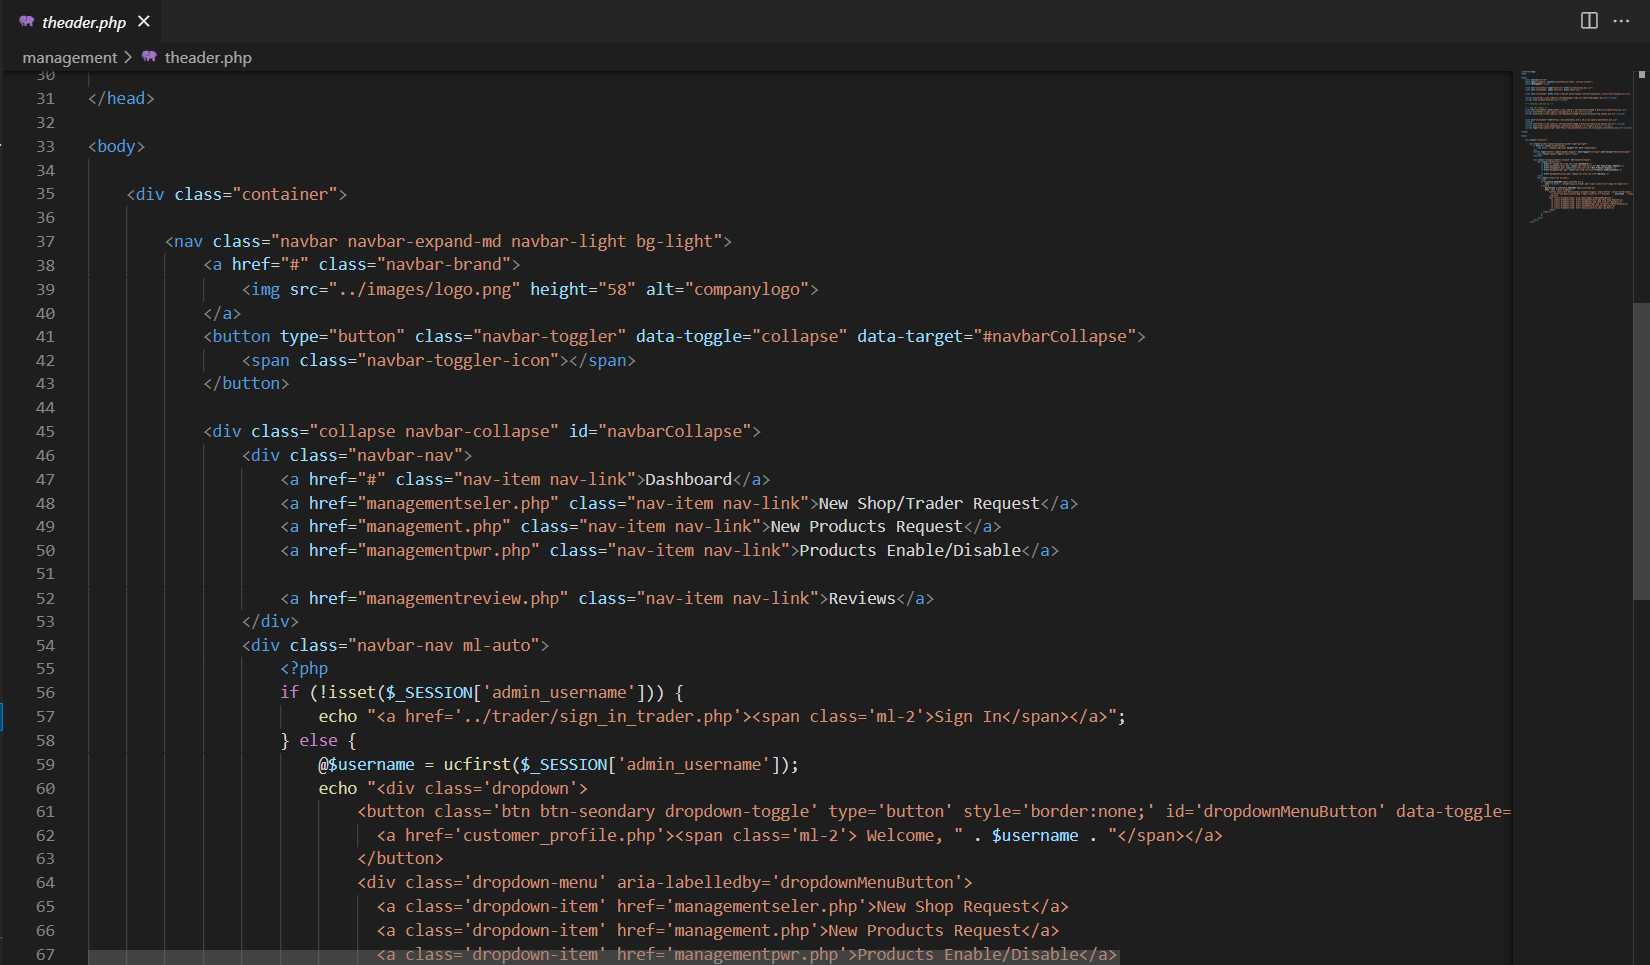 theader.php
management > theader.php
30
31 </head>
32
33 <body>
34
35 <div class="container">
36
37 <nav class="navbar navbar-expand-md navbar-light bg-light">
38 <a href="#" class="navbar-brand">
39 <img src="../images/logo.png" height="58" alt="companylogo">
40 </a>
41 <button type="button" class="navbar-toggler" data-toggle="collapse" data-target="#navbarCollapse">
42 <span class="navbar-toggler-icon"></span>
43 </button>
44
45 <div class="collapse navbar-collapse" id="navbarCollapse">
46 <div class="navbar-nav">
47 <a href="#" class="nav-item nav-link">Dashboard</a>
48 <a href="managementseler.php" class="nav-item nav-link">New Shop/Trader Request</a>
49 <a href="management.php" class="nav-item nav-link">New Products Request</a>
50 <a href="managementpwr.php" class="nav-item nav-link">Products Enable/Disable</a>
51
52 <a href="managementreview.php" class="nav-item nav-link">Reviews</a>
53 </div>
54 <div class="navbar-nav ml-auto">
55 <?php
56 if (!isset($_SESSION['admin_username'])) {
57 echo "<a href='../trader/sign_in_trader.php'><span class='ml-2'>Sign In</span></a>";
58 } else {
59 @$username = ucfirst($_SESSION['admin_username']);
60 echo "<div class='dropdown'>
61 <button class='btn btn-seondary dropdown-toggle' type='button' style='border:none;' id='dropdownMenuButton' data-toggle=
62 <a href='customer_profile.php'><span class='ml-2'> Welcome, " . $username . "</span></a>
63 </button>
64 <div class='dropdown-menu' aria-labelledby='dropdownMenuButton'>
65 <a class='dropdown-item' href='managementseler.php'>New Shop Request</a>
66 <a class='dropdown-item' href='management.php'>New Products Request</a>
67 <a class='dropdown-item' href='managementpwr.php'>Products Enable/Disable</a>